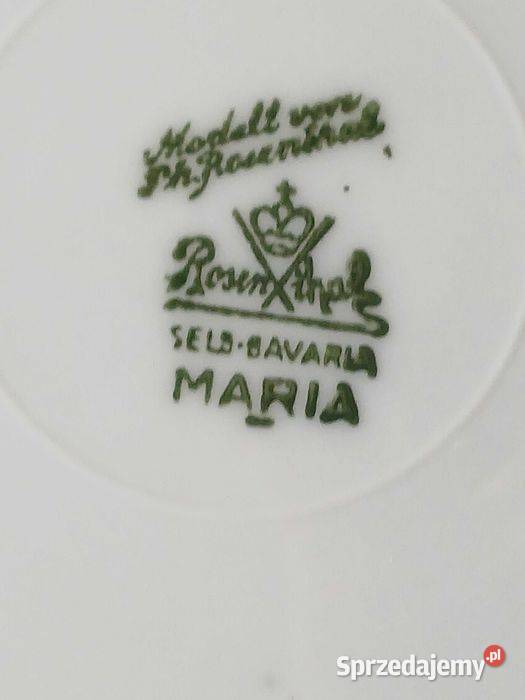 Modell von
Ph. Rosenthal
Rosenthal
SELB-BAVARIA
MARIA
Sprzedajemy.pl